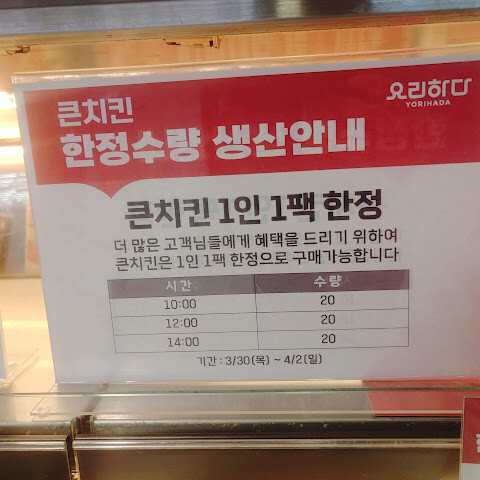 요리하다
YORIHADA
큰치킨
한정수량 생산안내
큰치킨 1인 1팩 한정
더 많은 고객님들에게 혜택을 드리기 위하여
큰치킨은 1인 1팩 한정으로 구매가능합니다
시간 수량
10:00 20
12:00 20
14:00 20
기간 : 3/30(목) ~ 4/2(일)